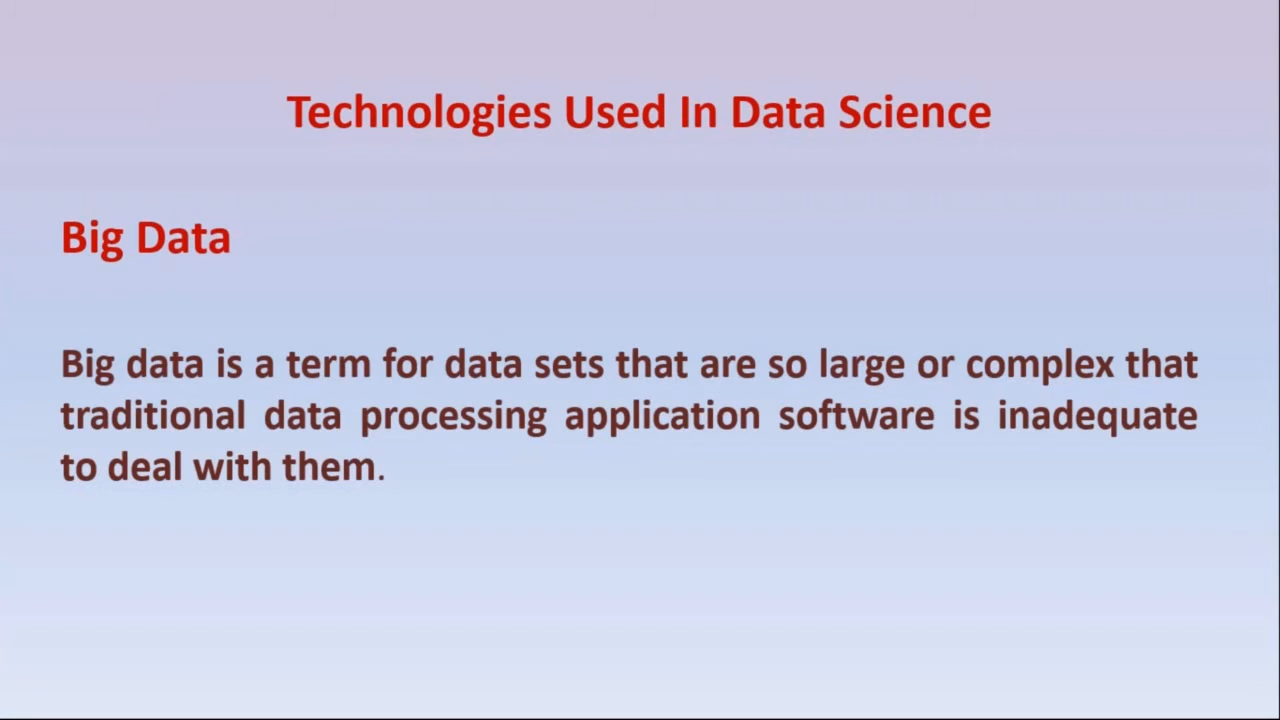 Technologies Used In Data Science
Big Data
Big data is a term for data sets that are so large or complex that
traditional data processing application software is inadequate
to deal with them.